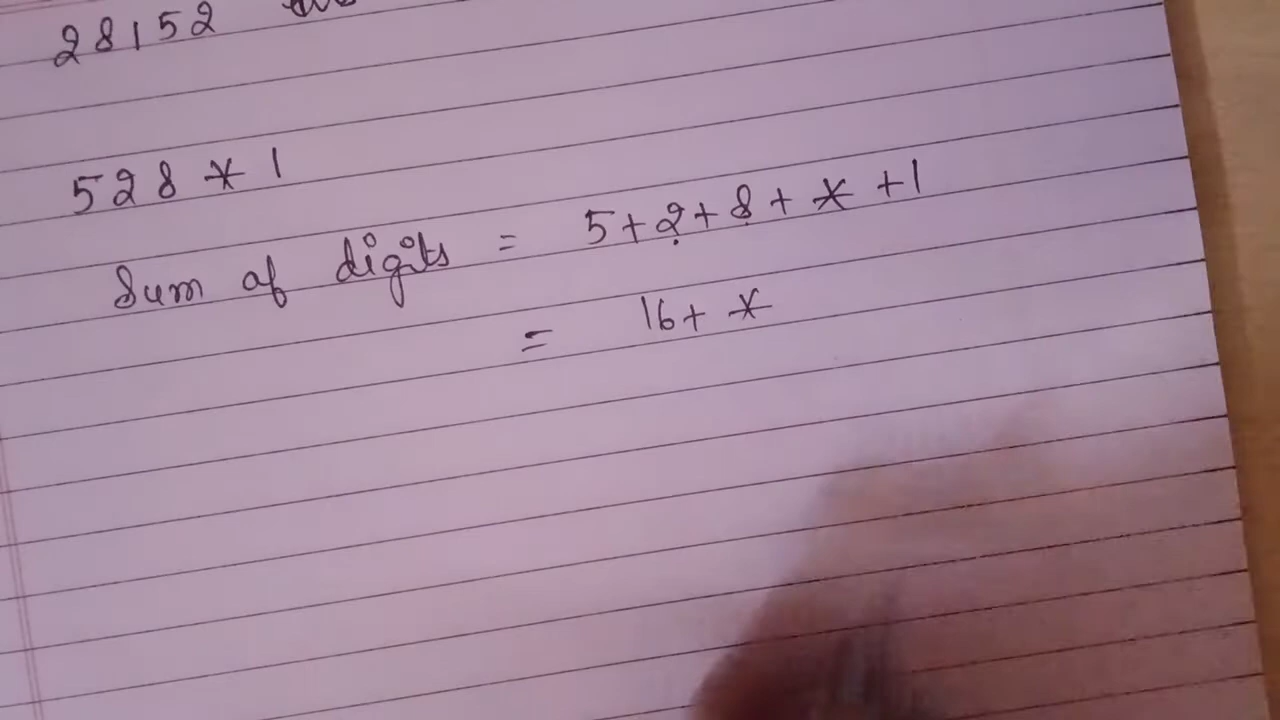 28152
528 * 1
Sum of digits = 5+2+8+ * +1
= 16+ *